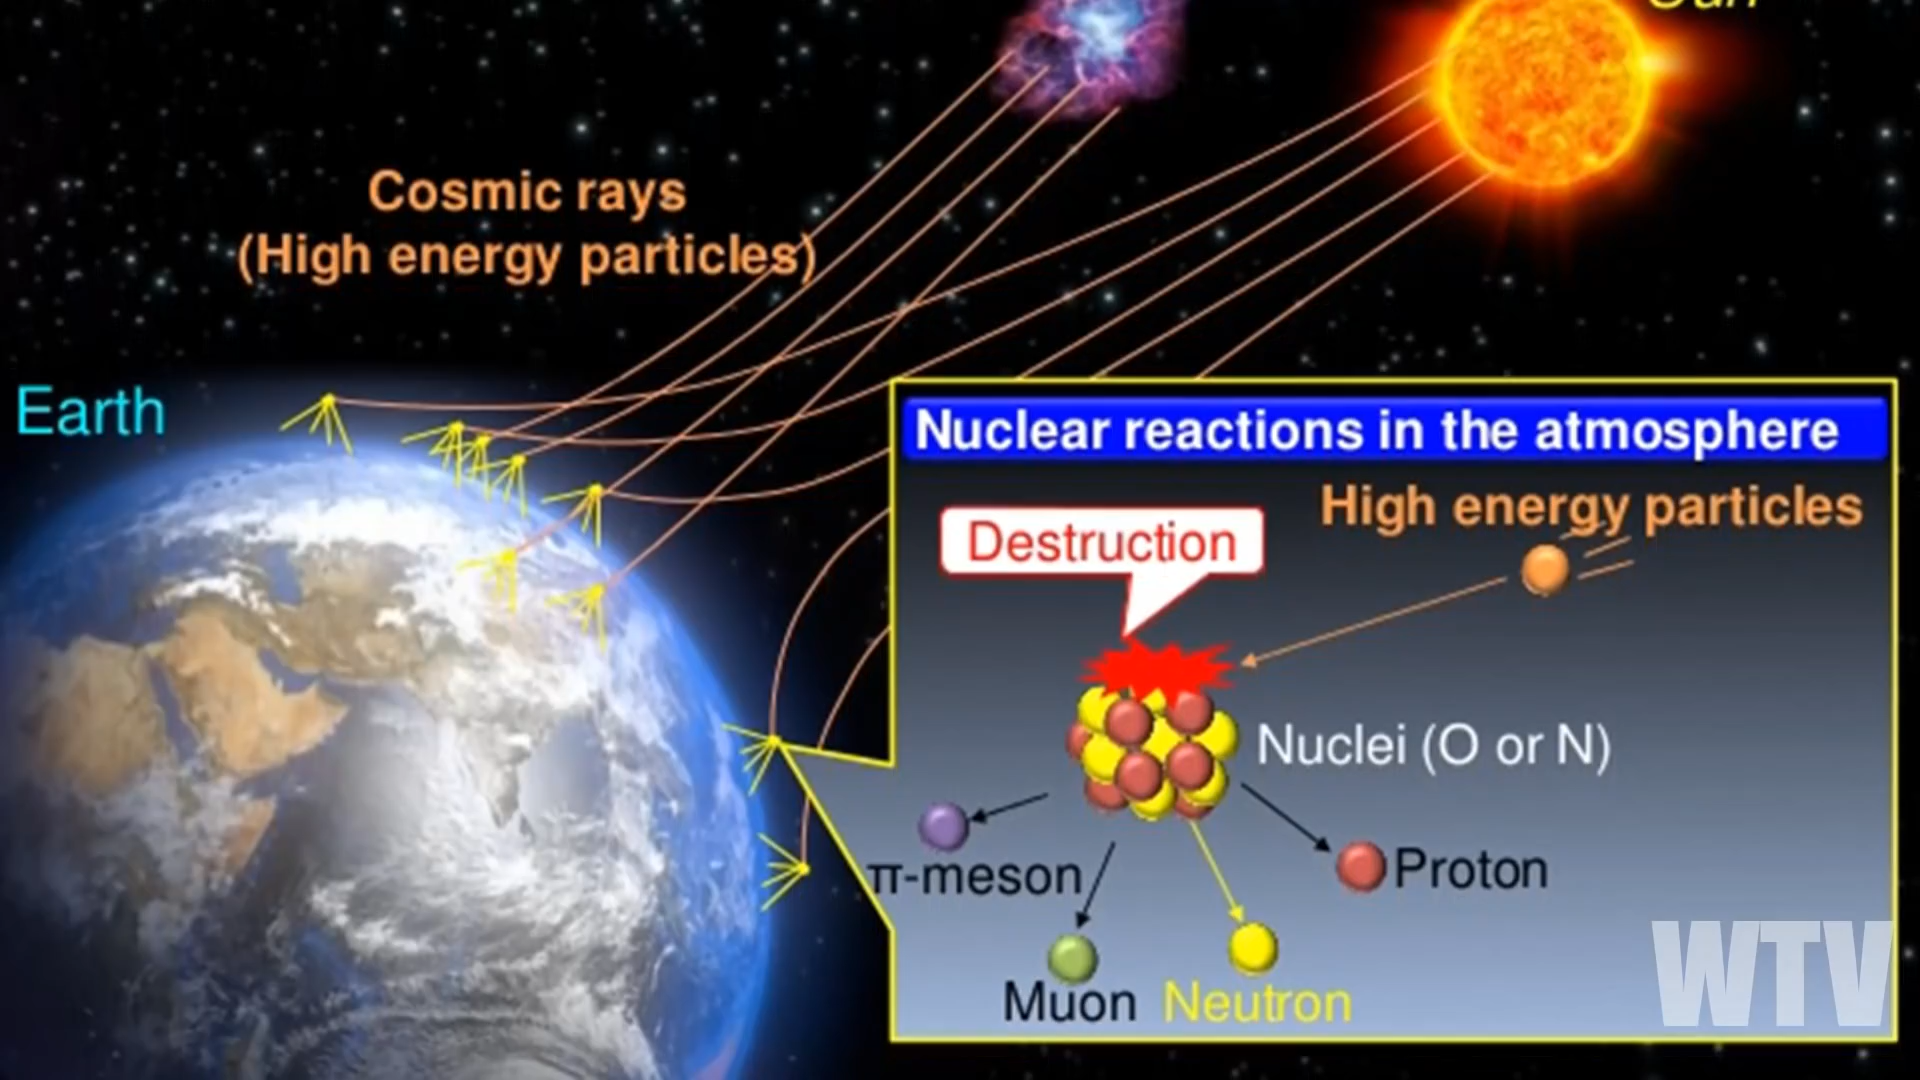 Cosmic rays
(High energy particles)
Earth
Nuclear reactions in the atmosphere
High energy particles
Destruction
Nuclei (O or N)
π-meson
Proton
Muon
Neutron
WTV